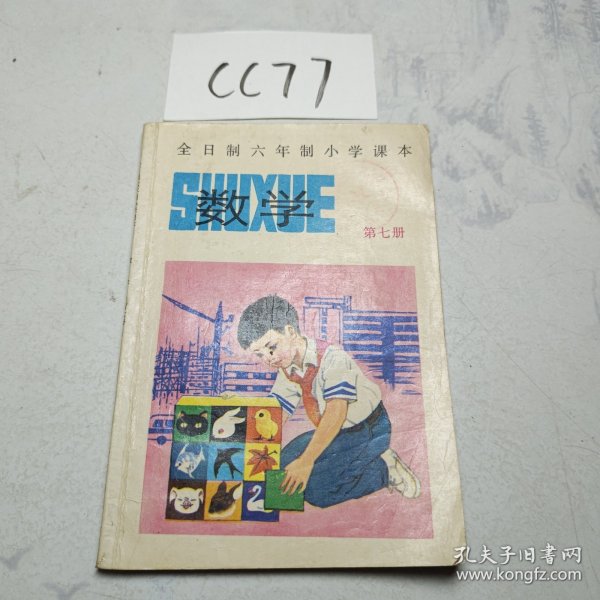 CC77
全日制六年制小学课本
SHUXUE
数学
第七册
孔夫子旧书网
www.kongfz.com